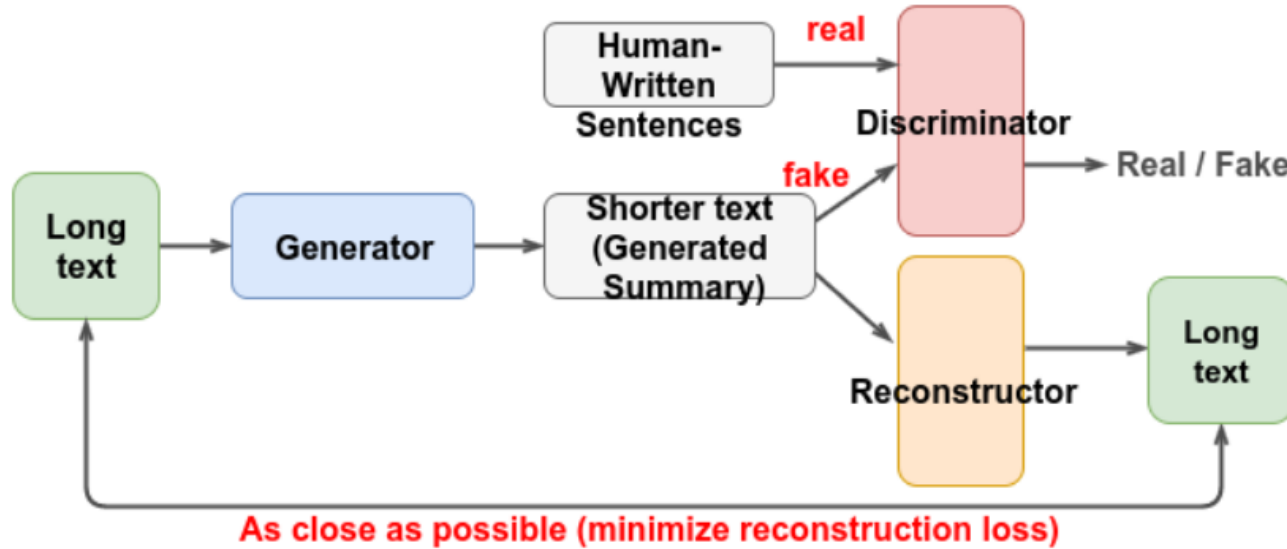 real
Human-
Written
Sentences
Discriminator
fake
Real / Fake
Long
text
Generator
Shorter text
(Generated
Summary)
Reconstructor
Long
text
As close as possible (minimize reconstruction loss)